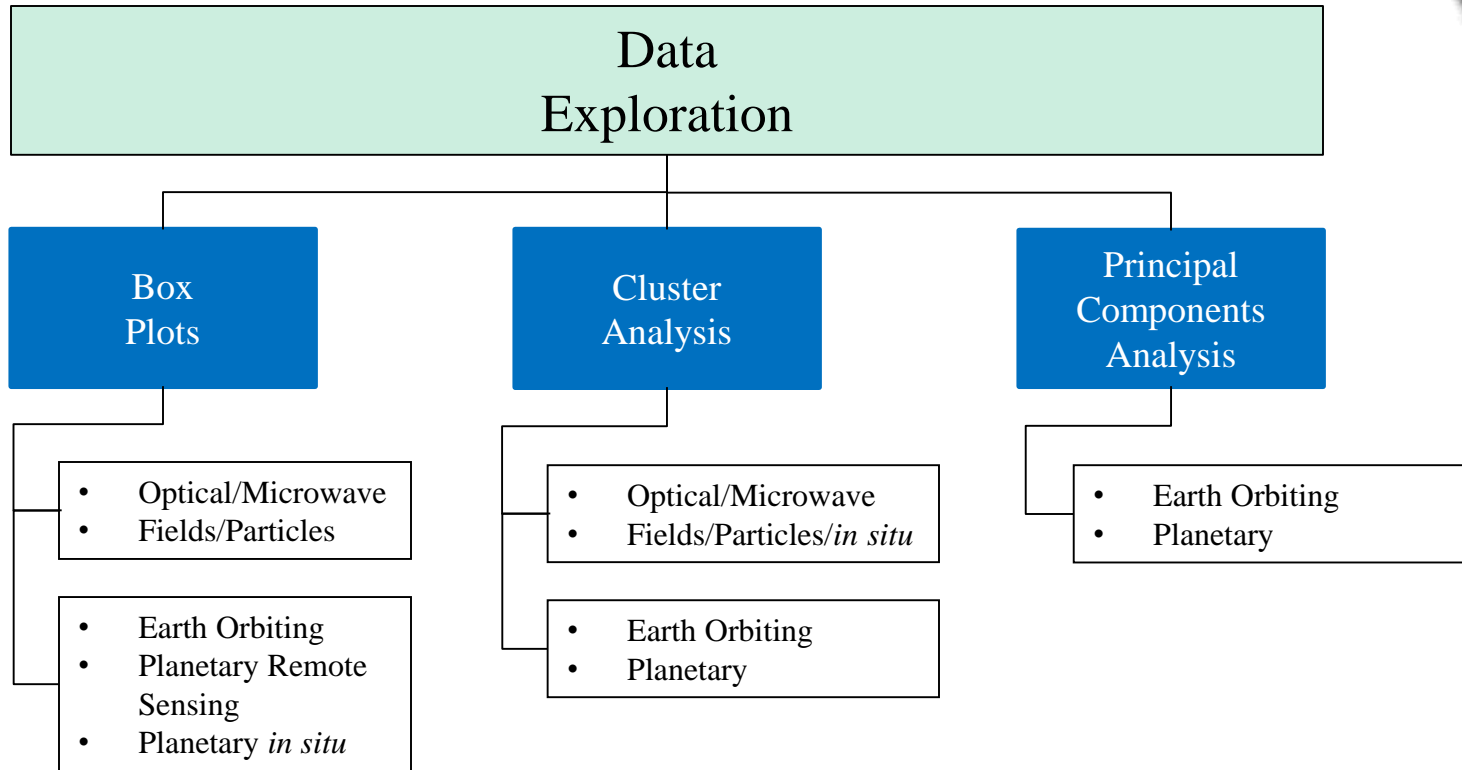 Data
Exploration
Box
Plots
• Optical/Microwave
• Fields/Particles
• Earth Orbiting
• Planetary Remote
Sensing
• Planetary in situ
Cluster
Analysis
• Optical/Microwave
• Fields/Particles/in situ
• Earth Orbiting
• Planetary
Principal
Components
Analysis
• Earth Orbiting
• Planetary